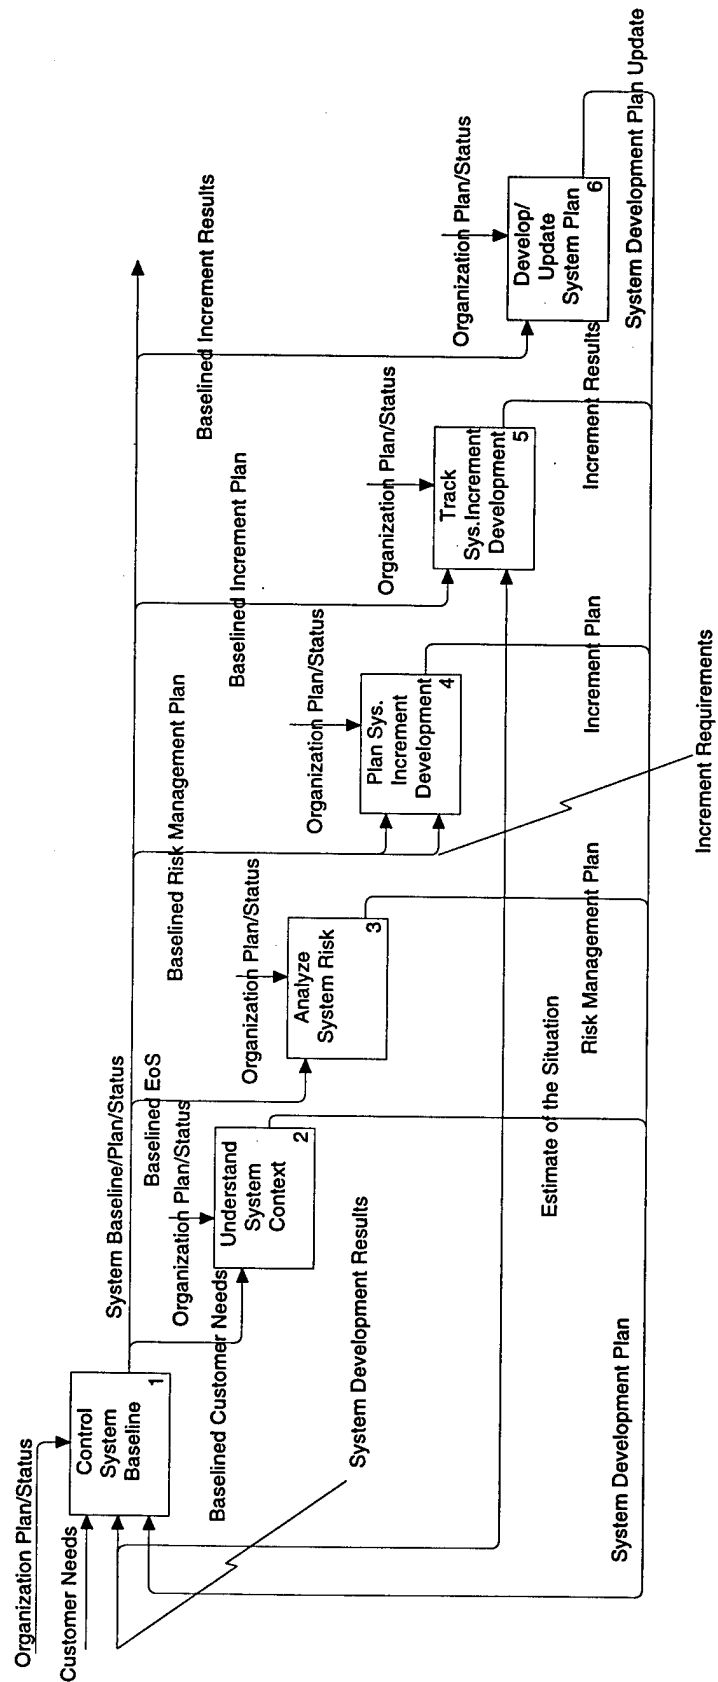 Organization Plan/Status
Customer Needs
Control
System
Baseline
1
System Baseline/Plan/Status
Baselined Customer Needs
Organization Plan/Status
Understand
System
Context
2
Baselined EoS
Organization Plan/Status
Analyze
System Risk
3
Baselined Risk Management Plan
Organization Plan/Status
Plan Sys.
Increment
Development
4
Baselined Increment Plan
Organization Plan/Status
Track
Sys.Increment
Development
5
Baselined Increment Results
Organization Plan/Status
Develop/
Update
System Plan
6
System Development Results
Estimate of the Situation
System Development Plan
Risk Management Plan
Increment Plan
Increment Results
System Development Plan Update
Increment Requirements